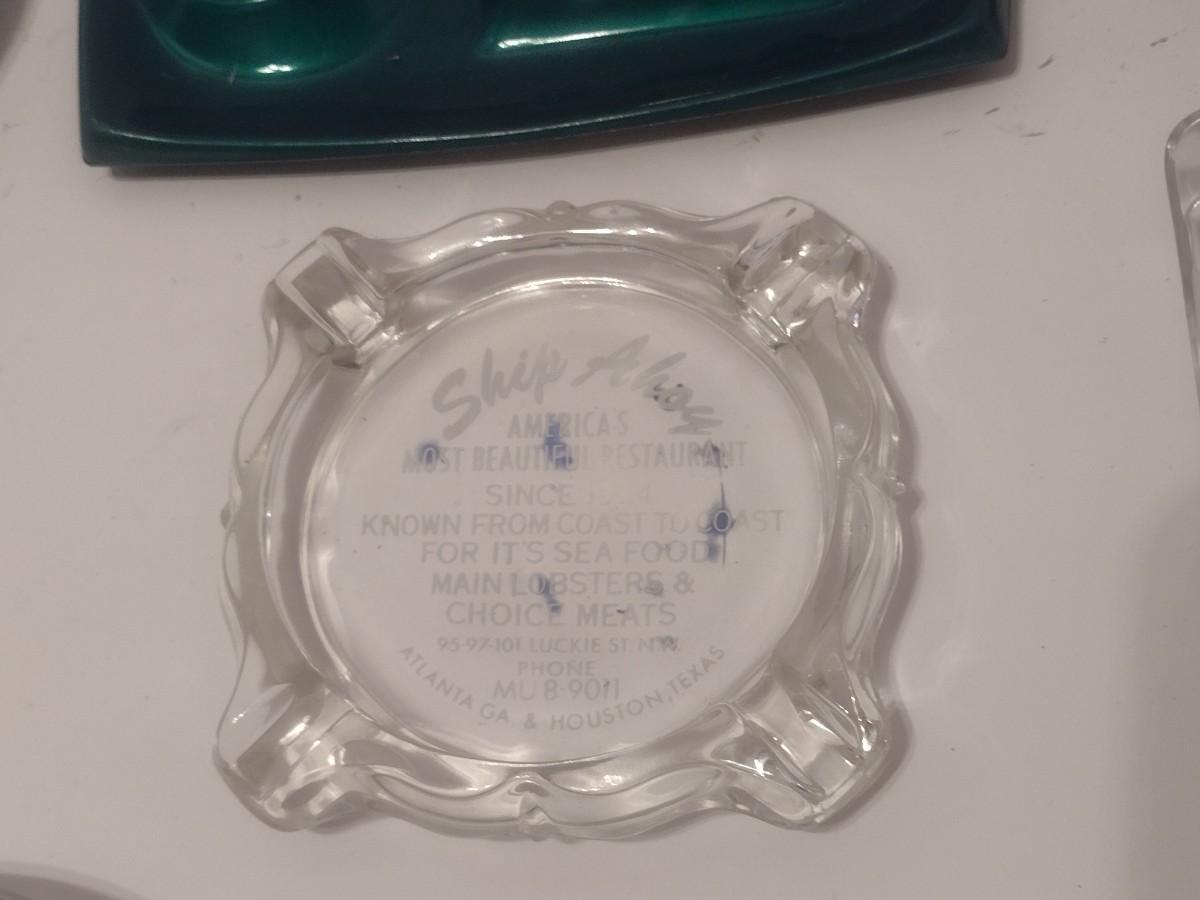 Ship Ahoy
AMERICA'S
MOST BEAUTIFUL RESTAURANT
SINCE
KNOWN FROM COAST TO COAST
FOR IT'S SEA FOOD
MAIN LOBSTERS &
CHOICE MEATS
95-97-101 LUCKIE ST. N.W.
PHONE
MU 8-9011
ATLANTA GA. & HOUSTON, TEXAS